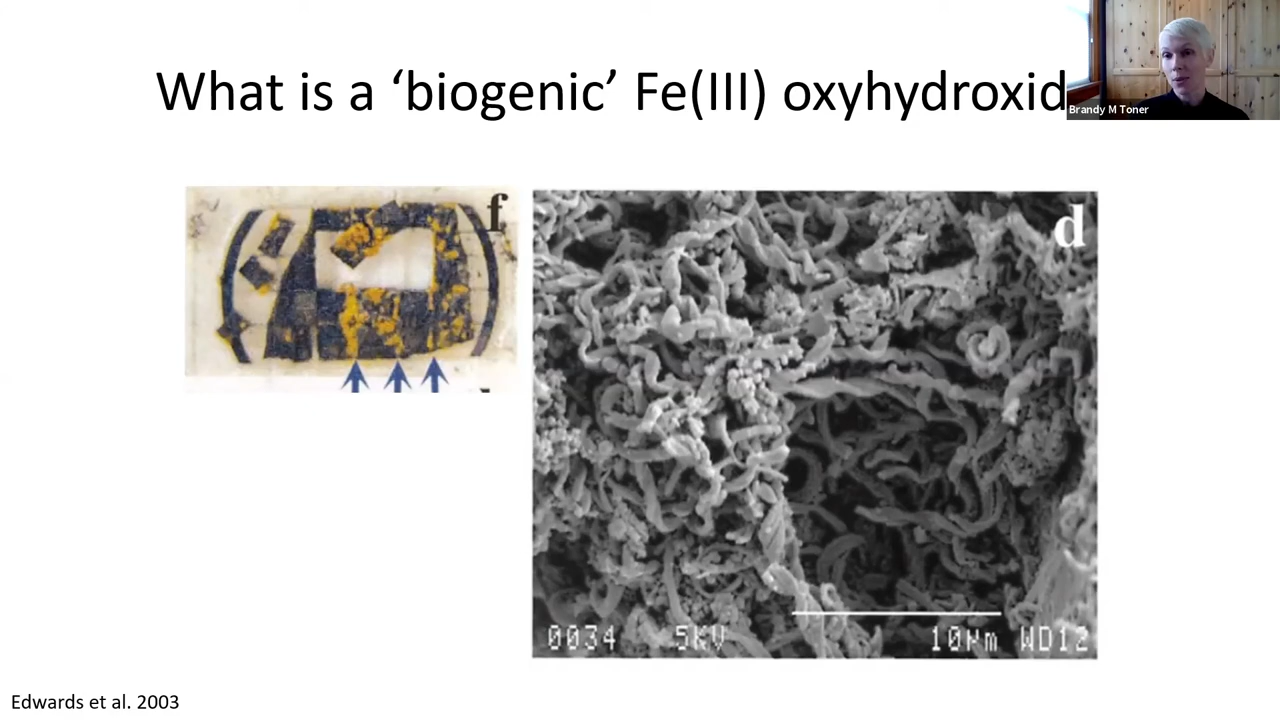 What is a ‘biogenic’ Fe(III) oxyhydroxid
Brandy M Toner
f
d
0034 5KV 10µm WD12
Edwards et al. 2003